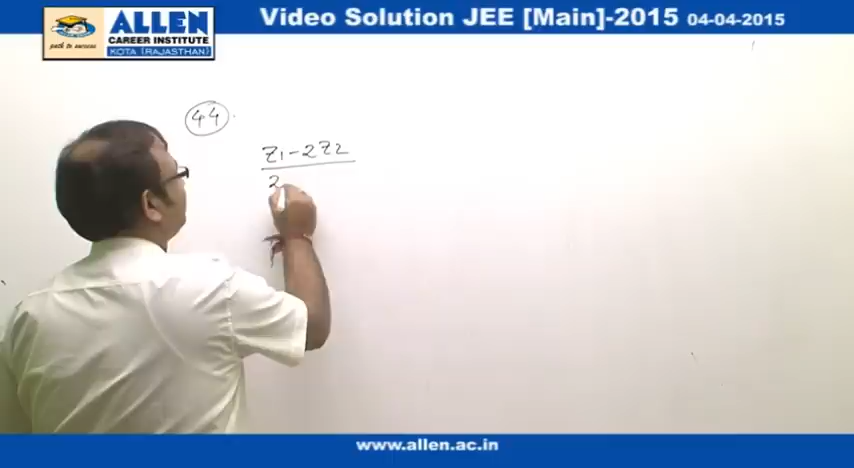 ALLEN
CAREER INSTITUTE
KOTA (RAJASTHAN)
path to success
Video Solution JEE [Main]-2015 04-04-2015
44
Z1-2Z2
2
www.allen.ac.in